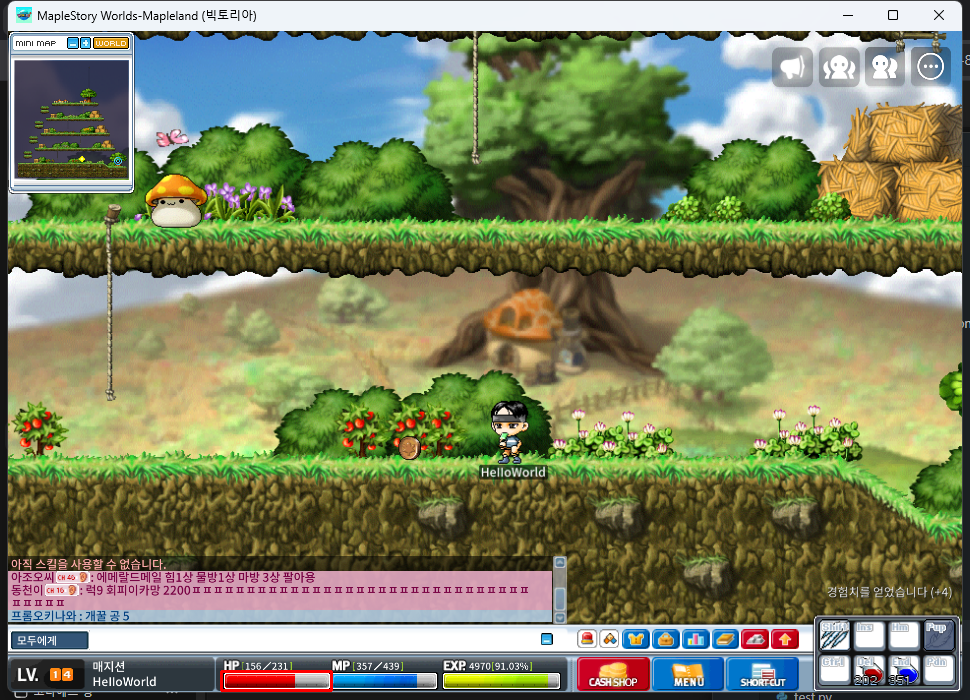 MapleStory Worlds-Mapleland (빅토리아)
MINI MAP WORLD
HelloWorld
아직 스킬을 사용할 수 없습니다.
아조오씨 CH 46 : 에메랄드메일 힘1상 물방1상 마방 3상 팔아용
동천이 CH 16 : 럭9 회피이카망 2200ㅍㅍㅍㅍㅍㅍㅍㅍㅍㅍㅍㅍㅍㅍㅍㅍㅍㅍㅍㅍㅍㅍㅍㅍㅍㅍㅍㅍㅍ
ㅍㅍㅍㅍㅍ
프롬오키나와 : 개꿀 공 5
경험치를 얻었습니다 (+4)
모두에게
LV. 14
매지션
HelloWorld
HP [156/231]
MP [357/439]
EXP 4970[91.03%]
CASH SHOP
MENU
SHORT-CUT
Shift Ins Hm Pup
Ctrl Del End Pdn
202 351
test.py